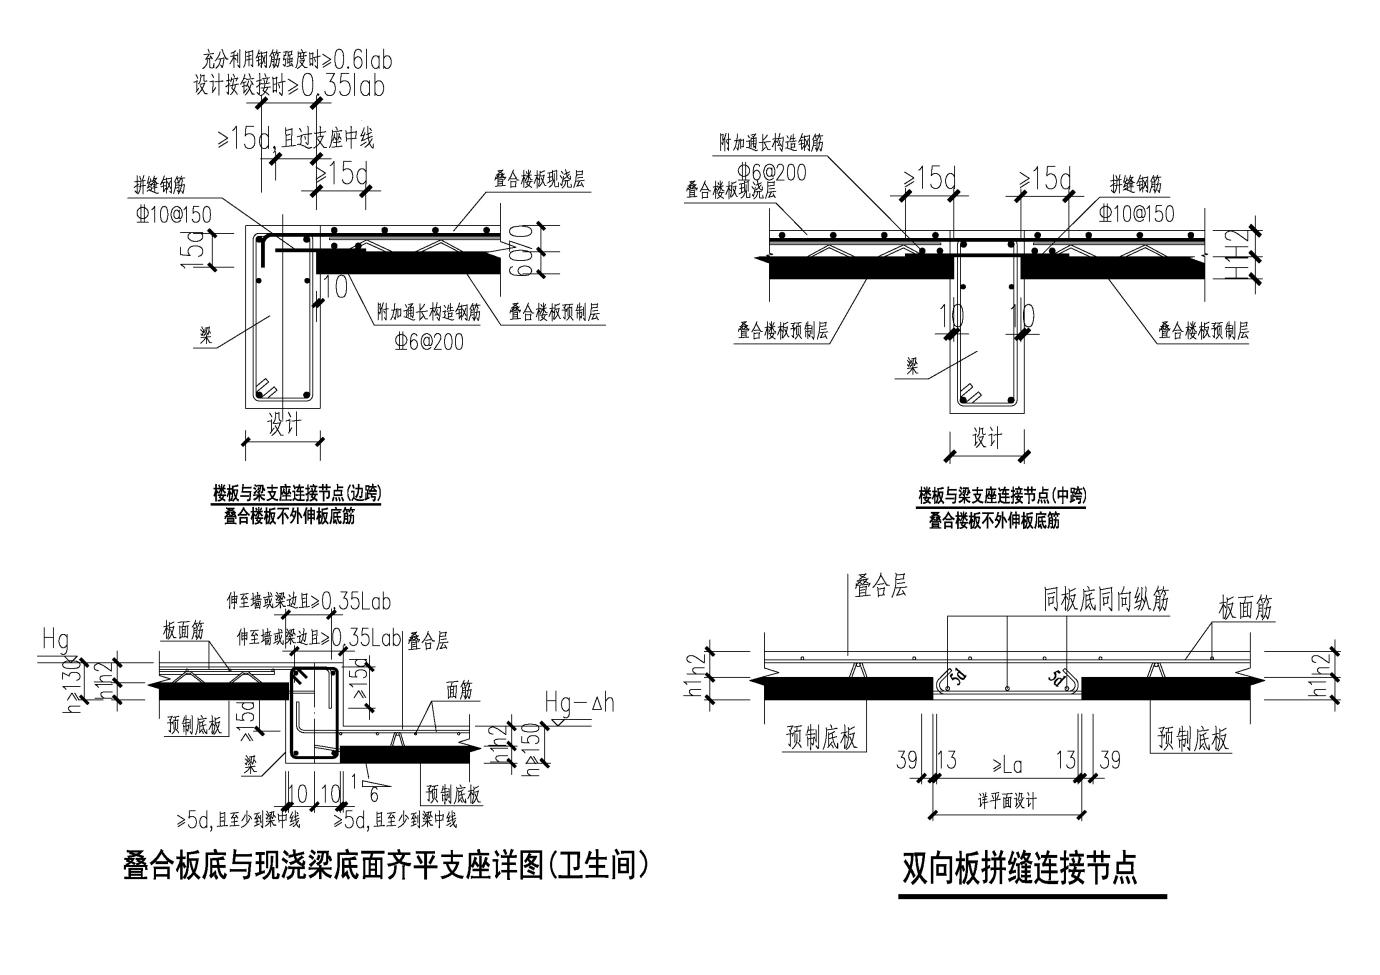 充分利用钢筋强度时≥0.6lab
设计按铰接时≥0.35lab
≥15d,且过支座中线
≥15d
拼缝钢筋
Φ10@150
15d
叠合楼板现浇层
60
70
10
附加通长构造钢筋
Φ6@200
叠合楼板预制层
梁
设计
楼板与梁支座连接节点(边跨)
叠合楼板不外伸板底筋
附加通长构造钢筋
Φ6@200
叠合楼板现浇层
≥15d
≥15d
拼缝钢筋
Φ10@150
H1
H2
叠合楼板预制层
10
10
叠合楼板预制层
梁
设计
楼板与梁支座连接节点(中跨)
叠合楼板不外伸板底筋
伸至墙或梁边且≥0.35Lab
伸至墙或梁边且≥0.35Lab
Hg
板面筋
叠合层
h≥130
h1
h2
≥15d
≥15d
面筋
Hg-Δh
预制底板
梁
h1
h2
h≥150
1
6
10
10
预制底板
≥5d,且至少到梁中线
≥5d,且至少到梁中线
叠合板底与现浇梁底面齐平支座详图(卫生间)
叠合层
同板底同向纵筋
板面筋
h1
h2
5d
5d
h1
h2
预制底板
预制底板
39
13
≥La
13
39
详平面设计
双向板拼缝连接节点